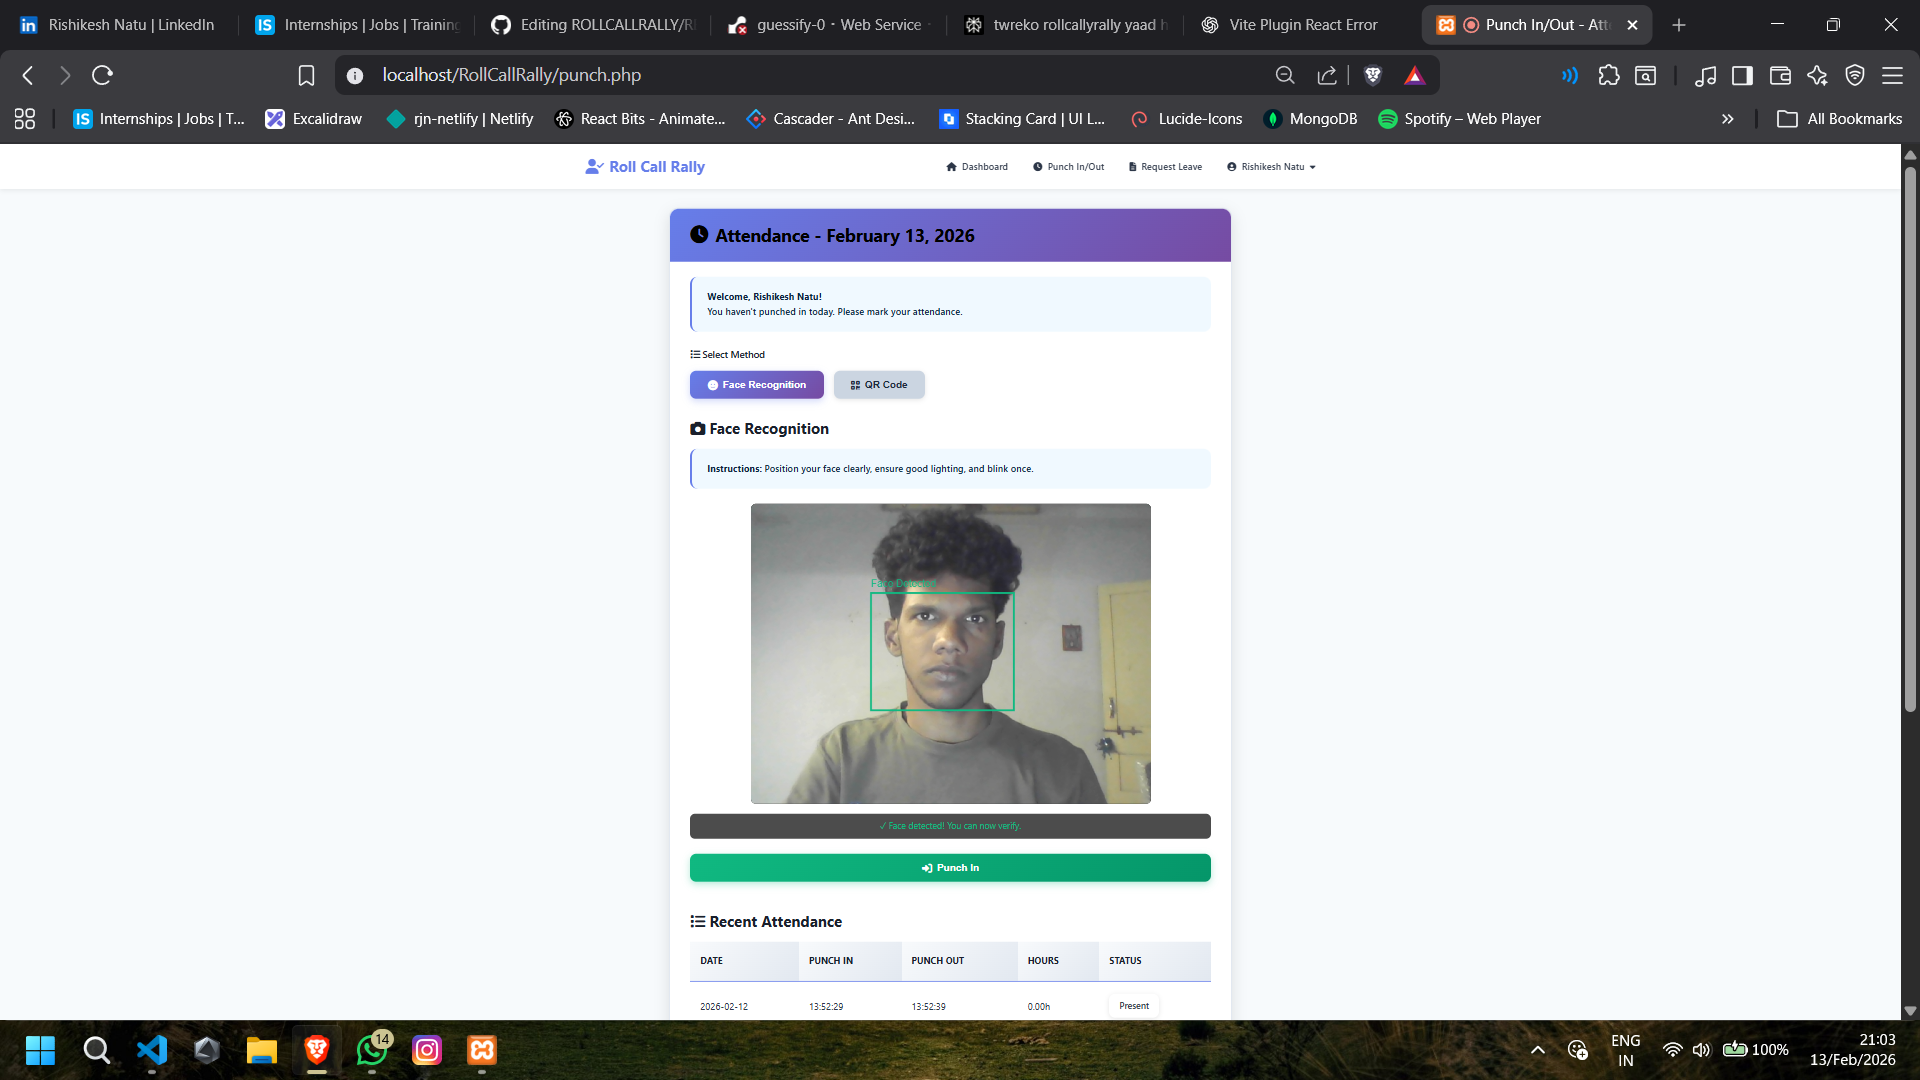 Rishikesh Natu | LinkedIn
Internships | Jobs | Training
Editing ROLLCALLRALLY/R
guessify-0 · Web Service ·
twreko rollcallyrally yaad h
Vite Plugin React Error
Punch In/Out - Att
localhost/RollCallRally/punch.php
IS Internships | Jobs | T...
Excalidraw
rjn-netlify | Netlify
React Bits - Animate...
Cascader - Ant Desi...
Stacking Card | UI L...
Lucide-Icons
MongoDB
Spotify – Web Player
All Bookmarks
Roll Call Rally
Dashboard
Punch In/Out
Request Leave
Rishikesh Natu
Attendance - February 13, 2026
Welcome, Rishikesh Natu!
You haven't punched in today. Please mark your attendance.
Select Method
Face Recognition
QR Code
Face Recognition
Instructions: Position your face clearly, ensure good lighting, and blink once.
Face Detected
✓ Face detected! You can now verify.
Punch In
Recent Attendance
DATE PUNCH IN PUNCH OUT HOURS STATUS
2026-02-12 13:52:29 13:52:39 0.00h Present
14
ENG
IN
100%
21:03
13/Feb/2026